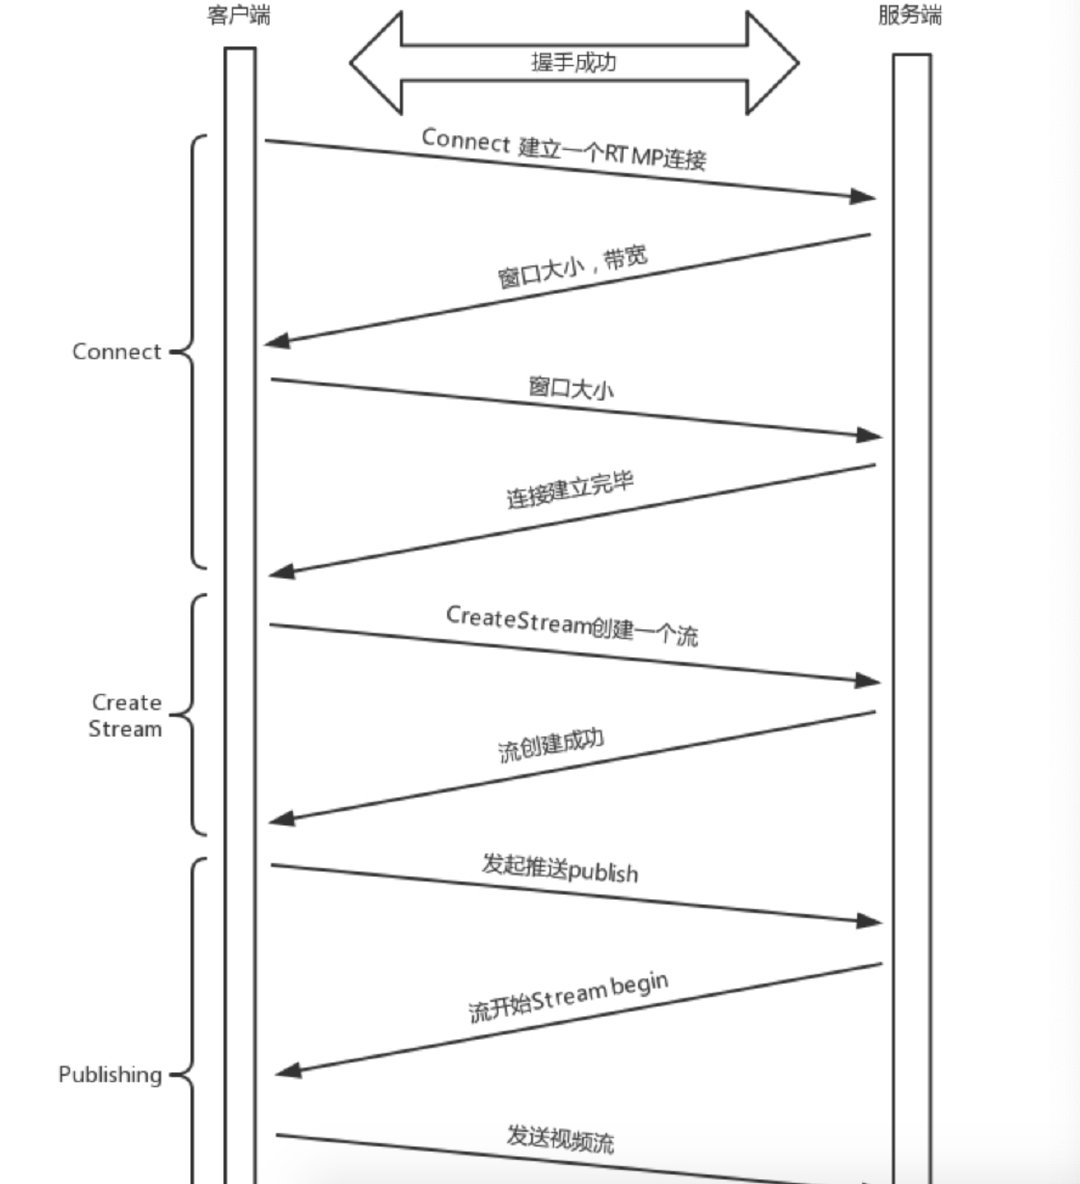 客户端
服务端
握手成功
Connect 建立一个RTMP连接
窗口大小，带宽
Connect
窗口大小
连接建立完毕
CreateStream创建一个流
Create
Stream
流创建成功
发起推送publish
流开始Stream begin
Publishing
发送视频流